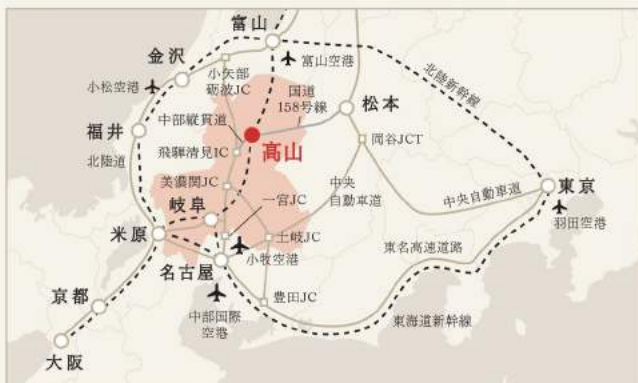 富山
金沢
富山空港
小松空港
小矢部
砺波JC
国道
158号線
北陸新幹線
松本
中部縦貫道
福井
高山
岡谷JCT
飛騨清見IC
北陸道
美濃関JC
中央
自動車道
中央自動車道
東京
岐阜
一宮JC
羽田空港
米原
土岐JC
小牧空港
東名高速道路
名古屋
京都
豊田JC
中部国際
空港
東海道新幹線
大阪